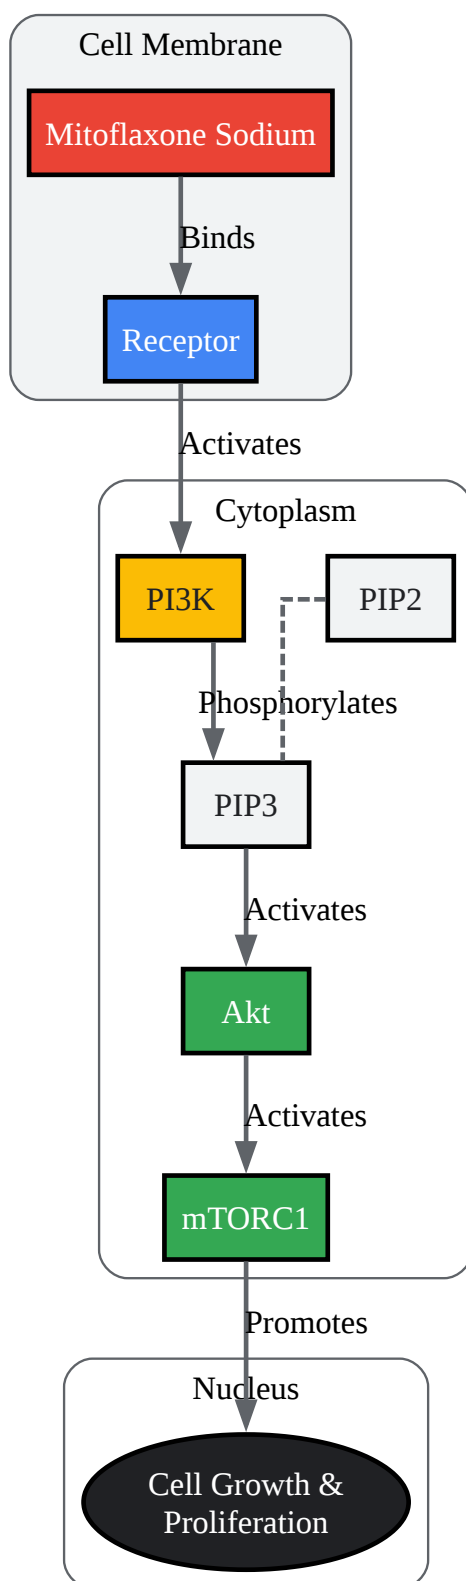 Cell Membrane
Mitoflaxone Sodium
Binds
Receptor
Activates
Cytoplasm
PI3K
PIP2
Phosphorylates
PIP3
Activates
Akt
Activates
mTORC1
Promotes
Nucleus
Cell Growth &
Proliferation